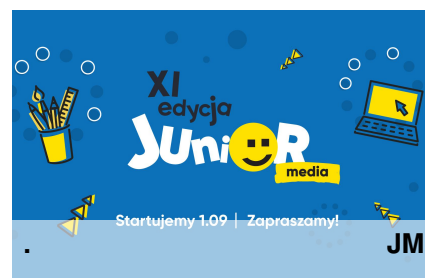 XI
edycja
JUNiOR
media
Startujemy 1.09 | Zapraszamy!
. JM